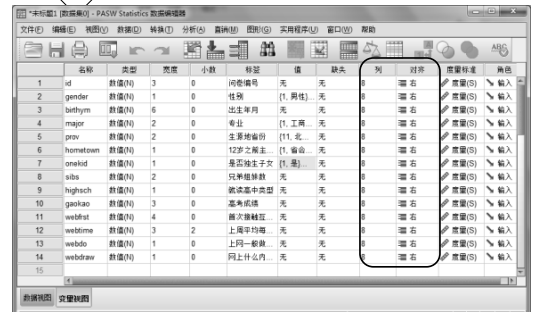 *未标题1 [数据集0] - PASW Statistics 数据编辑器
文件(F) 编辑(E) 视图(V) 数据(D) 转换(T) 分析(A) 直销(M) 图形(G) 实用程序(U) 窗口(W) 帮助
名称 类型 宽度 小数 标签 值 缺失 列 对齐 度量标准 角色
1 id 数值(N) 3 0 问卷编号 无 无 8 右 度量(S) 输入
2 gender 数值(N) 1 0 性别 {1, 男性}... 无 8 右 度量(S) 输入
3 birthym 数值(N) 6 0 出生年月 无 无 8 右 度量(S) 输入
4 major 数值(N) 2 0 专业 {1, 工商... 无 8 右 度量(S) 输入
5 prov 数值(N) 2 0 生源地省份 {11, 北... 无 8 右 度量(S) 输入
6 hometown 数值(N) 1 0 12岁之前主... {1, 省会... 无 8 右 度量(S) 输入
7 onekid 数值(N) 1 0 是否独生子女 {1, 是}... 无 8 右 度量(S) 输入
8 sibs 数值(N) 2 0 兄弟姐妹数 无 无 8 右 度量(S) 输入
9 highsch 数值(N) 1 0 就读高中类型 无 无 8 右 度量(S) 输入
10 gaokao 数值(N) 3 0 高考成绩 无 无 8 右 度量(S) 输入
11 webfrst 数值(N) 4 0 首次接触互... 无 无 8 右 度量(S) 输入
12 webtime 数值(N) 3 2 上周平均每... 无 无 8 右 度量(S) 输入
13 webdo 数值(N) 1 0 上网一般做... 无 无 8 右 度量(S) 输入
14 webdraw 数值(N) 1 0 网上什么内... 无 无 8 右 度量(S) 输入
15
数据视图 变量视图